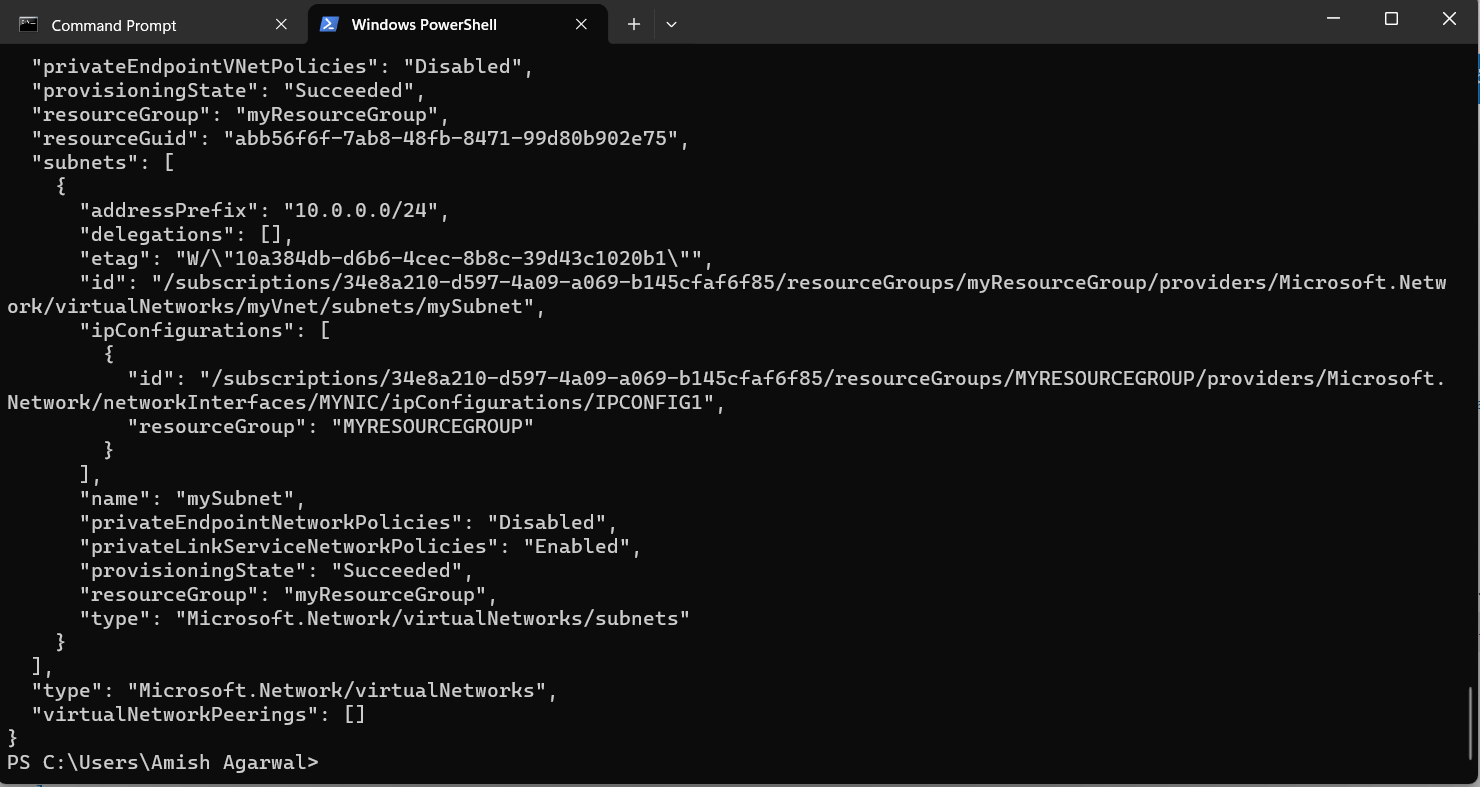 Command Prompt
Windows PowerShell
"privateEndpointVNetPolicies": "Disabled",
"provisioningState": "Succeeded",
"resourceGroup": "myResourceGroup",
"resourceGuid": "abb56f6f-7ab8-48fb-8471-99d80b902e75",
"subnets": [
{
"addressPrefix": "10.0.0.0/24",
"delegations": [],
"etag": "W/\"10a384db-d6b6-4cec-8b8c-39d43c1020b1\"",
"id": "/subscriptions/34e8a210-d597-4a09-a069-b145cfaf6f85/resourceGroups/myResourceGroup/providers/Microsoft.Netw
ork/virtualNetworks/myVnet/subnets/mySubnet",
"ipConfigurations": [
{
"id": "/subscriptions/34e8a210-d597-4a09-a069-b145cfaf6f85/resourceGroups/MYRESOURCEGROUP/providers/Microsoft.
Network/networkInterfaces/MYNIC/ipConfigurations/IPCONFIG1",
"resourceGroup": "MYRESOURCEGROUP"
}
],
"name": "mySubnet",
"privateEndpointNetworkPolicies": "Disabled",
"privateLinkServiceNetworkPolicies": "Enabled",
"provisioningState": "Succeeded",
"resourceGroup": "myResourceGroup",
"type": "Microsoft.Network/virtualNetworks/subnets"
}
],
"type": "Microsoft.Network/virtualNetworks",
"virtualNetworkPeerings": []
}
PS C:\Users\Amish Agarwal>